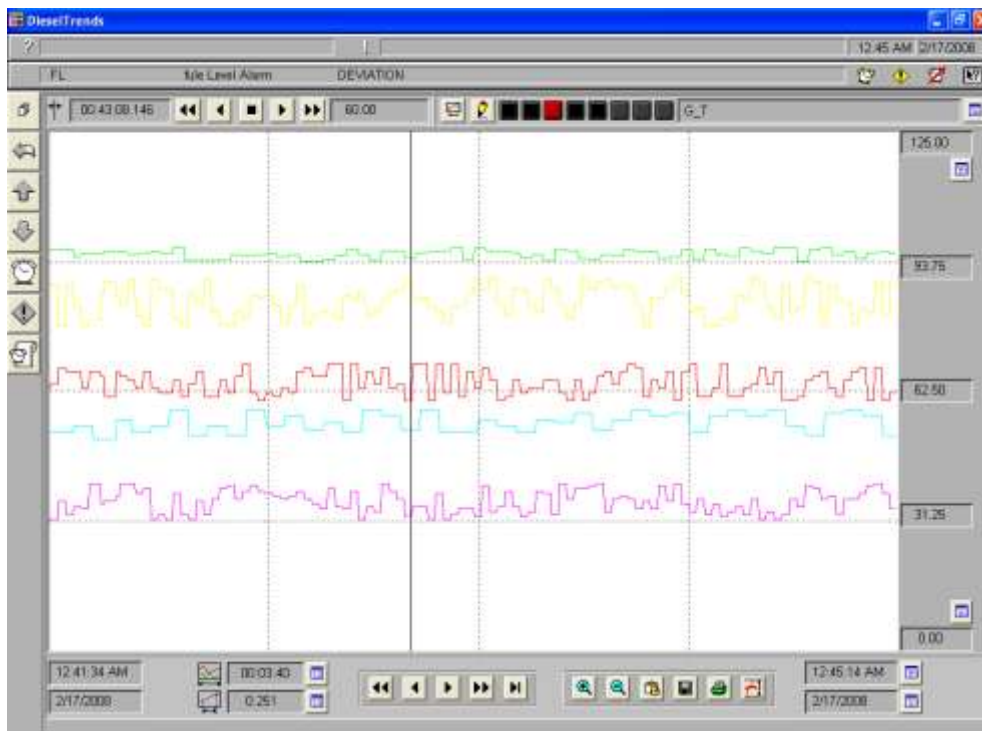 DieselTrends
?
12:45 AM 2/17/2008
FL fule Level Alarm DEVIATION
00:43:08.146 60.00 G_T
125.00
93.75
62.50
31.25
0.00
12:41:34 AM 00:03:40 12:45:14 AM
2/17/2008 0.251 2/17/2008